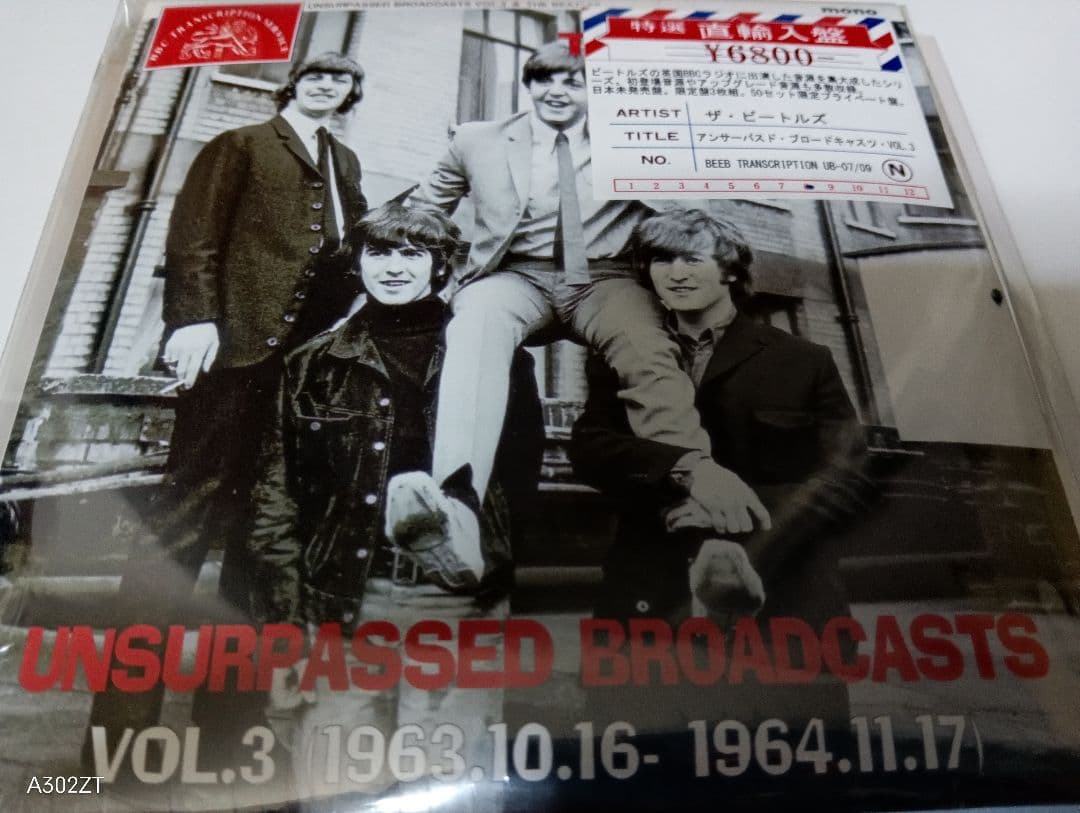 BBC TRANSCRIPTION SERVICE
UNSURPASSED BROADCASTS VOL.3 & THE BEATLES
mono
特選 直輸入盤
¥6800-
ビートルズの英国BBCラジオに出演した音源を集大成したシリ
ーズ。初登場音源やアップグレード音源も多数収録。
日本未発売盤。限定盤3枚組。50セット限定プライベート盤。
ARTIST ザ・ビートルズ
TITLE アンサーパスド・ブロードキャスツ・VOL.3
NO. BEEB TRANSCRIPTION UB-07/09 N
1 2 3 4 5 6 7 9 10 11 12
UNSURPASSED BROADCASTS
VOL.3 (1963.10.16- 1964.11.17)
A302ZT